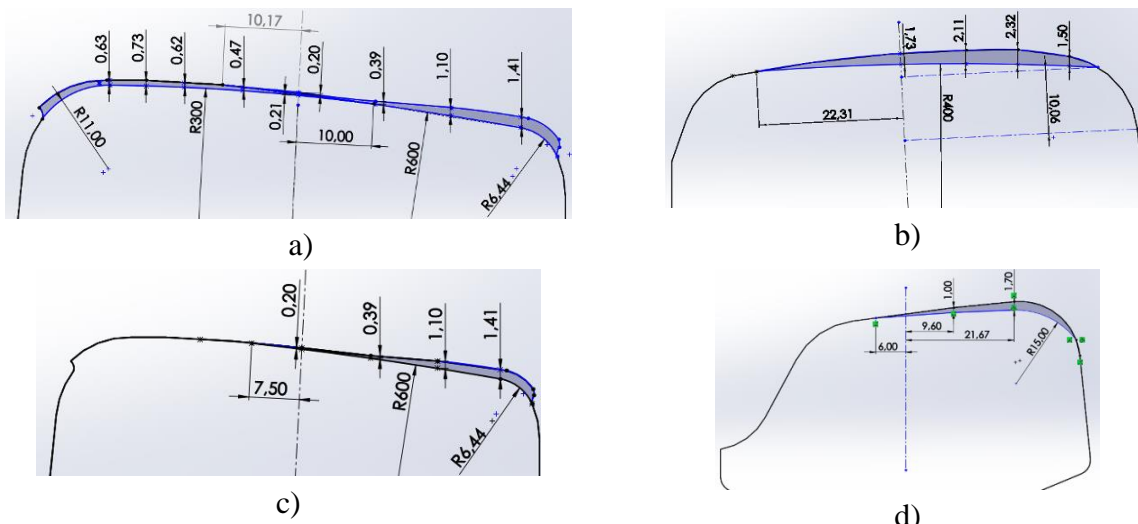 10,17
0,63
0,73
0,62
0,47
0,20
0,39
1,10
1,41
R11,00
R300
0,21
10,00
R600
R6,44
a)
1,73
2,11
2,32
1,50
22,31
R400
10,06
b)
0,20
0,39
1,10
1,41
7,50
R600
R6,44
c)
1,00
1,70
9,60
6,00
21,67
R15,00
d)